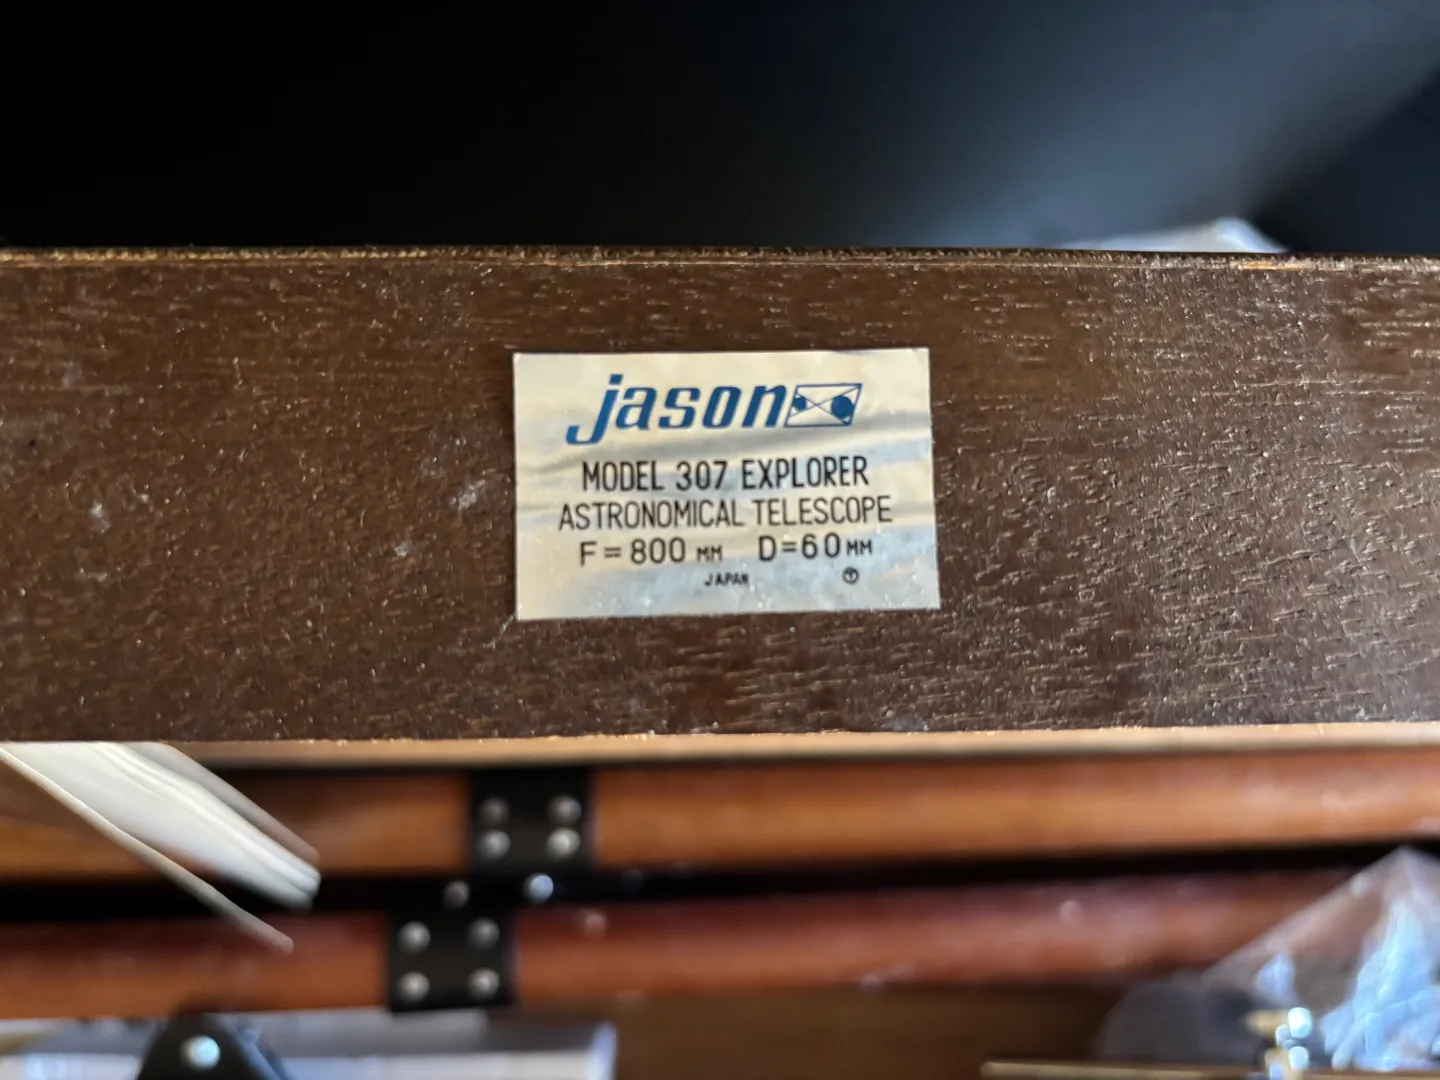 jason
MODEL 307 EXPLORER
ASTRONOMICAL TELESCOPE
F=800 MM D=60 MM
JAPAN